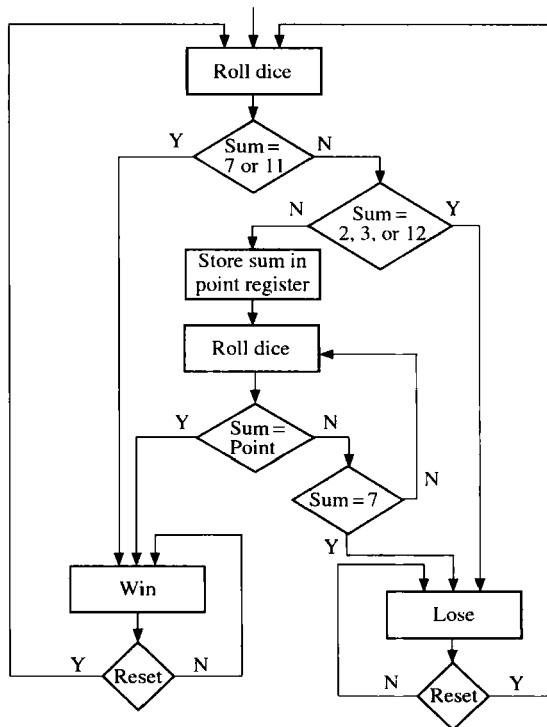 Roll dice
Y
Sum =
7 or 11
N
N
Sum =
2, 3, or 12
Y
Store sum in
point register
Roll dice
Y
Sum =
Point
N
Sum = 7
N
Y
Win
Lose
Y
Reset
N
N
Reset
Y